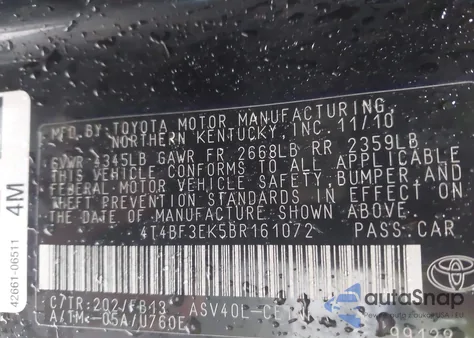 MFD. BY: TOYOTA MOTOR MANUFACTURING,
NORTHERN KENTUCKY, INC. 11/10
GVWR 4345LB GAWR FR 2668LB RR 2359LB
THIS VEHICLE CONFORMS TO ALL APPLICABLE
FEDERAL MOTOR VEHICLE SAFETY, BUMPER, AND
THEFT PREVENTION STANDARDS IN EFFECT ON
THE DATE OF MANUFACTURE SHOWN ABOVE.
4T4BF3EK5BR161072 PASS.CAR
C/TR:202/FB13
A/TM:-05A/U760E
TOYOTA
42661-06511
4M
autoSnap